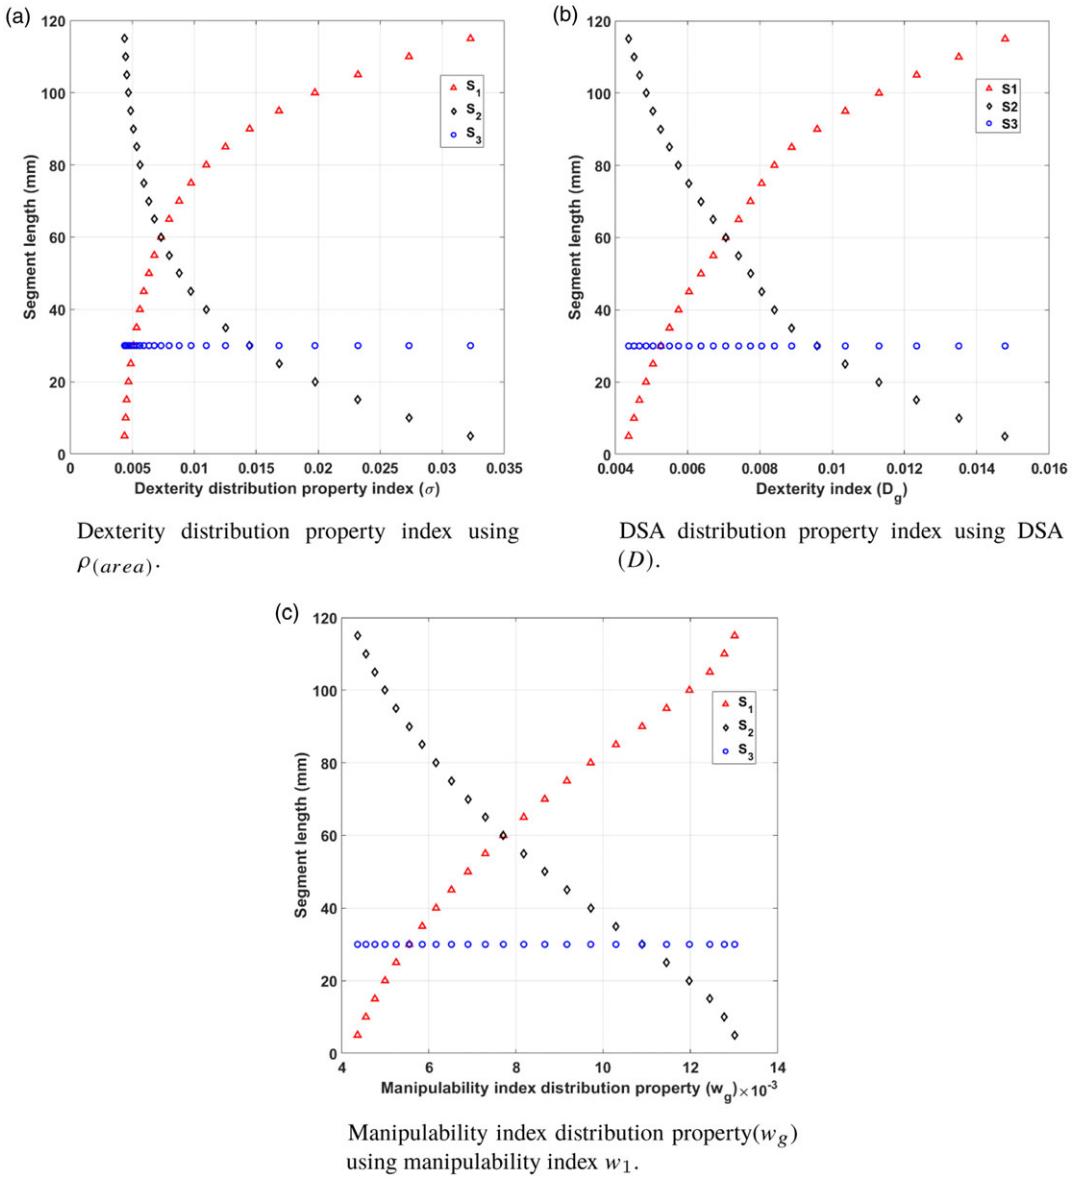 (a)
120
100
80
60
40
20
0
Segment length (mm)
S1
S2
S3
0 0.005 0.01 0.015 0.02 0.025 0.03 0.035
Dexterity distribution property index (σ)
Dexterity distribution property index using
ρ(area).
(b)
120
100
80
60
40
20
0
Segment length (mm)
S1
S2
S3
0.004 0.006 0.008 0.01 0.012 0.014 0.016
Dexterity index (Dg)
DSA distribution property index using DSA
(D).
(c)
120
100
80
60
40
20
0
Segment length (mm)
S1
S2
S3
4 6 8 10 12 14
Manipulability index distribution property (wg)×10-3
Manipulability index distribution property(wg)
using manipulability index w1.